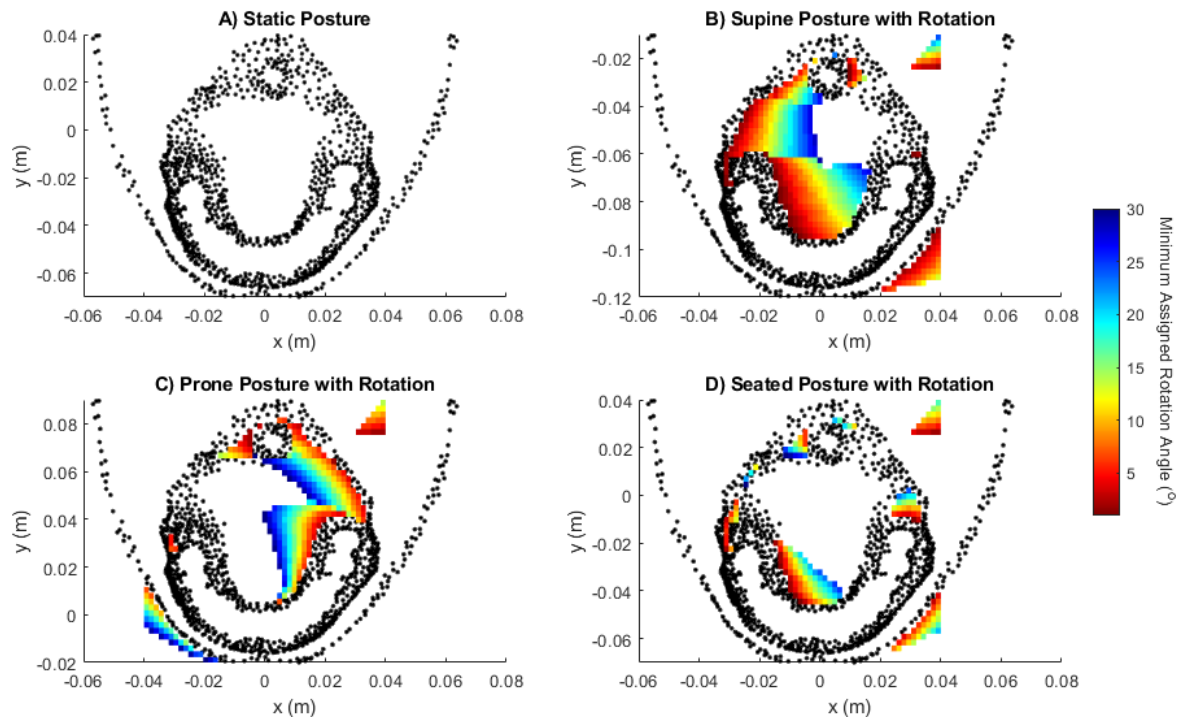 A) Static Posture
0.04
0.02
0
-0.02
-0.04
-0.06
y (m)
-0.06 -0.04 -0.02 0 0.02 0.04 0.06 0.08
x (m)
B) Supine Posture with Rotation
-0.02
-0.04
-0.06
-0.08
-0.1
-0.12
y (m)
-0.06 -0.04 -0.02 0 0.02 0.04 0.06 0.08
x (m)
C) Prone Posture with Rotation
0.08
0.06
0.04
0.02
0
-0.02
y (m)
-0.06 -0.04 -0.02 0 0.02 0.04 0.06 0.08
x (m)
D) Seated Posture with Rotation
0.04
0.02
0
-0.02
-0.04
-0.06
y (m)
-0.06 -0.04 -0.02 0 0.02 0.04 0.06 0.08
x (m)
30
25
20
15
10
5
Minimum Assigned Rotation Angle (°)